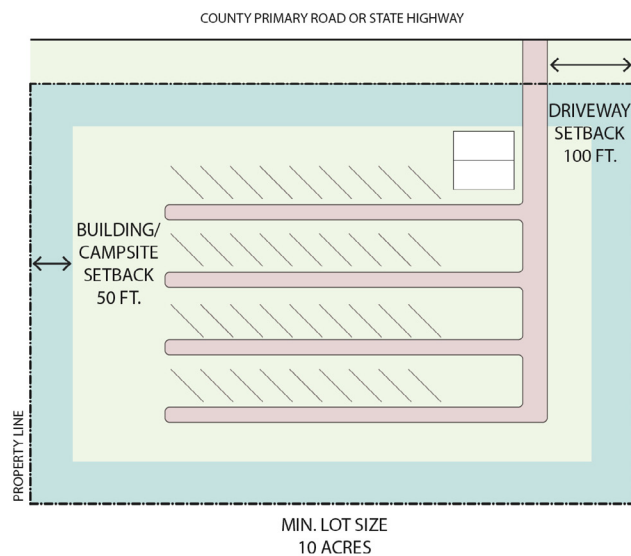 COUNTY PRIMARY ROAD OR STATE HIGHWAY
DRIVEWAY
SETBACK
100 FT.
BUILDING/
CAMPSITE
SETBACK
50 FT.
PROPERTY LINE
MIN. LOT SIZE
10 ACRES